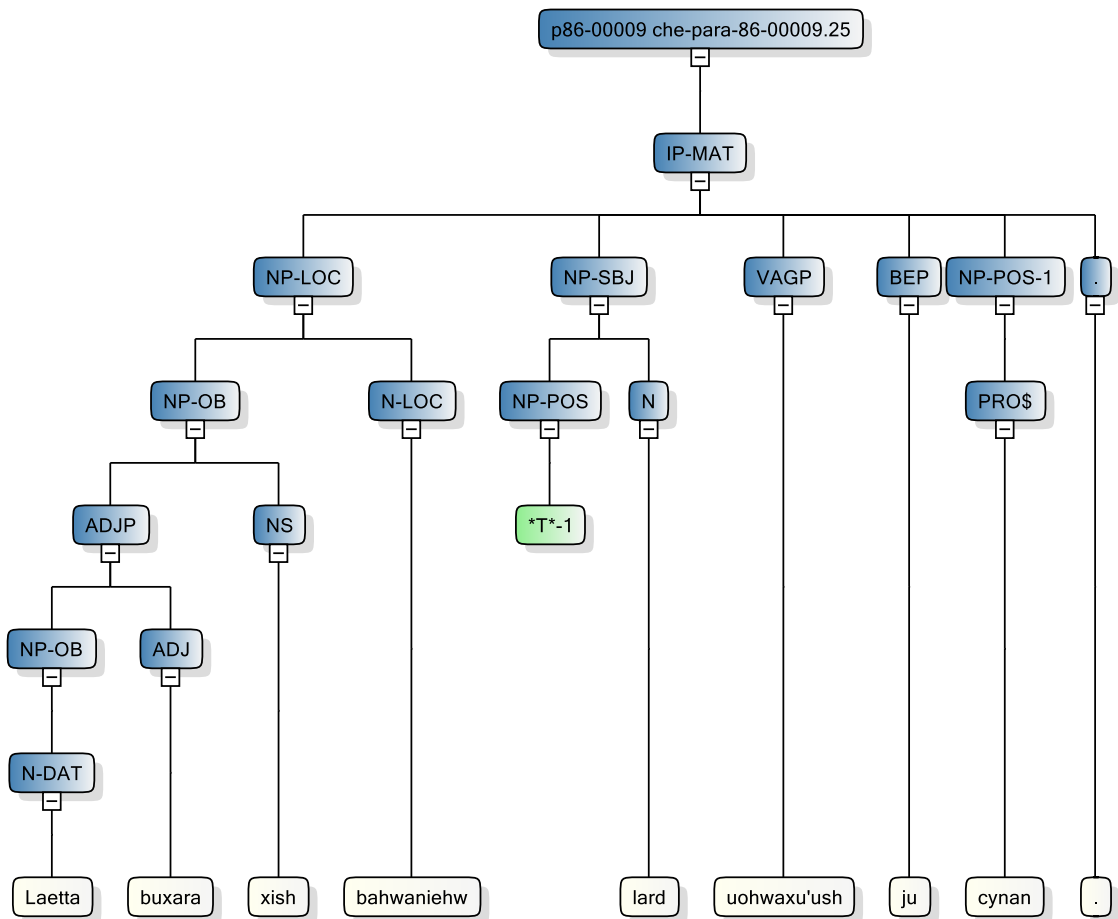 p86-00009 che-para-86-00009.25
IP-MAT
NP-LOC NP-SBJ VAGP BEP NP-POS-1 .
NP-OB N-LOC NP-POS N PRO$
ADJP NS *T*-1
NP-OB ADJ
N-DAT
Laetta buxara xish bahwaniehw lard uohwaxu'ush ju cynan .